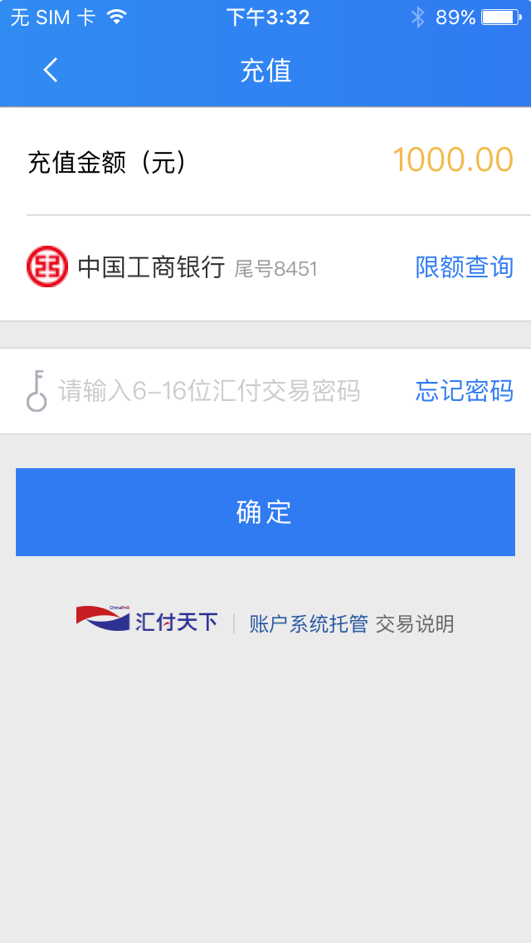 无 SIM 卡 下午3:32 89%
充值
充值金额（元） 1000.00
中国工商银行 尾号8451 限额查询
请输入6-16位汇付交易密码 忘记密码
确定
ChinaPnR
汇付天下 | 账户系统托管 交易说明